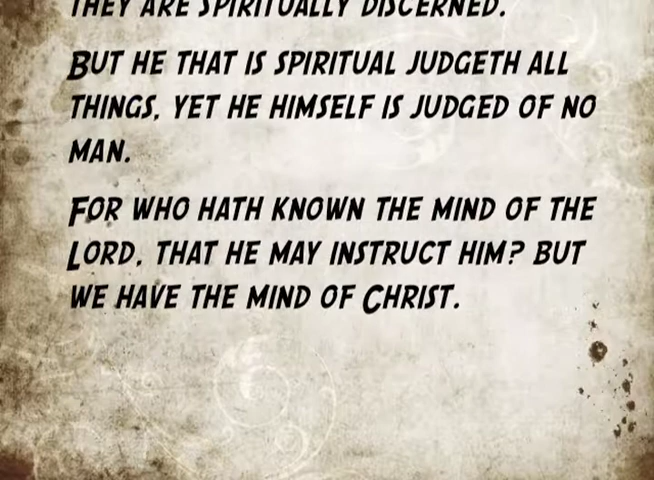 THEY ARE SPIRITUALLY DISCERNED.
BUT HE THAT IS SPIRITUAL JUDGETH ALL
THINGS, YET HE HIMSELF IS JUDGED OF NO
MAN.
FOR WHO HATH KNOWN THE MIND OF THE
LORD, THAT HE MAY INSTRUCT HIM? BUT
WE HAVE THE MIND OF CHRIST.